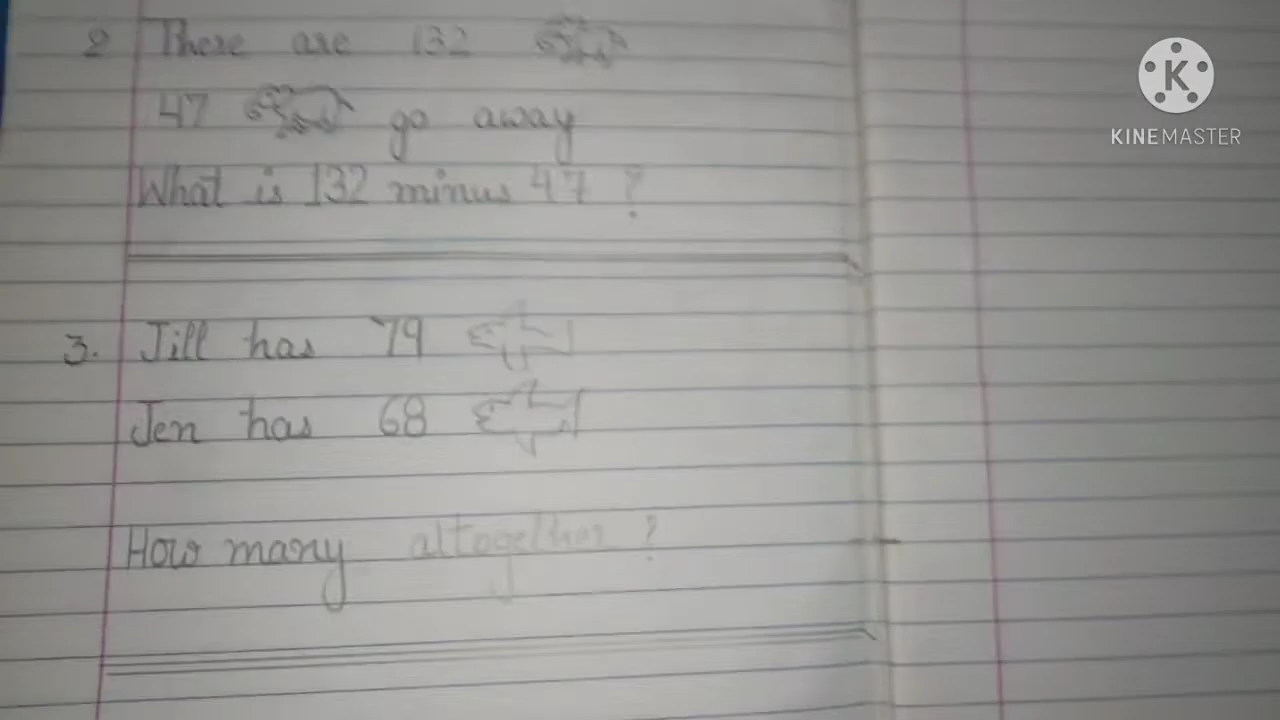 2 There are 132
47 go away
What is 132 minus 47 ?
3. Jill has 79
Jen has 68
How many altogether ?
K
KINEMASTER